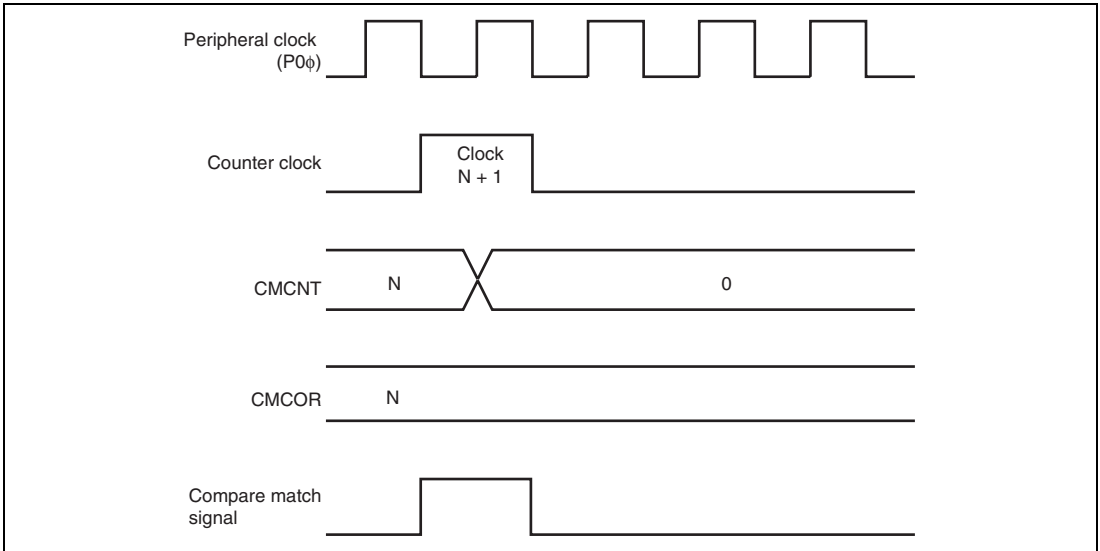 Peripheral clock
(P0ϕ)
Counter clock
Clock
N + 1
CMCNT
N
0
CMCOR
N
Compare match
signal